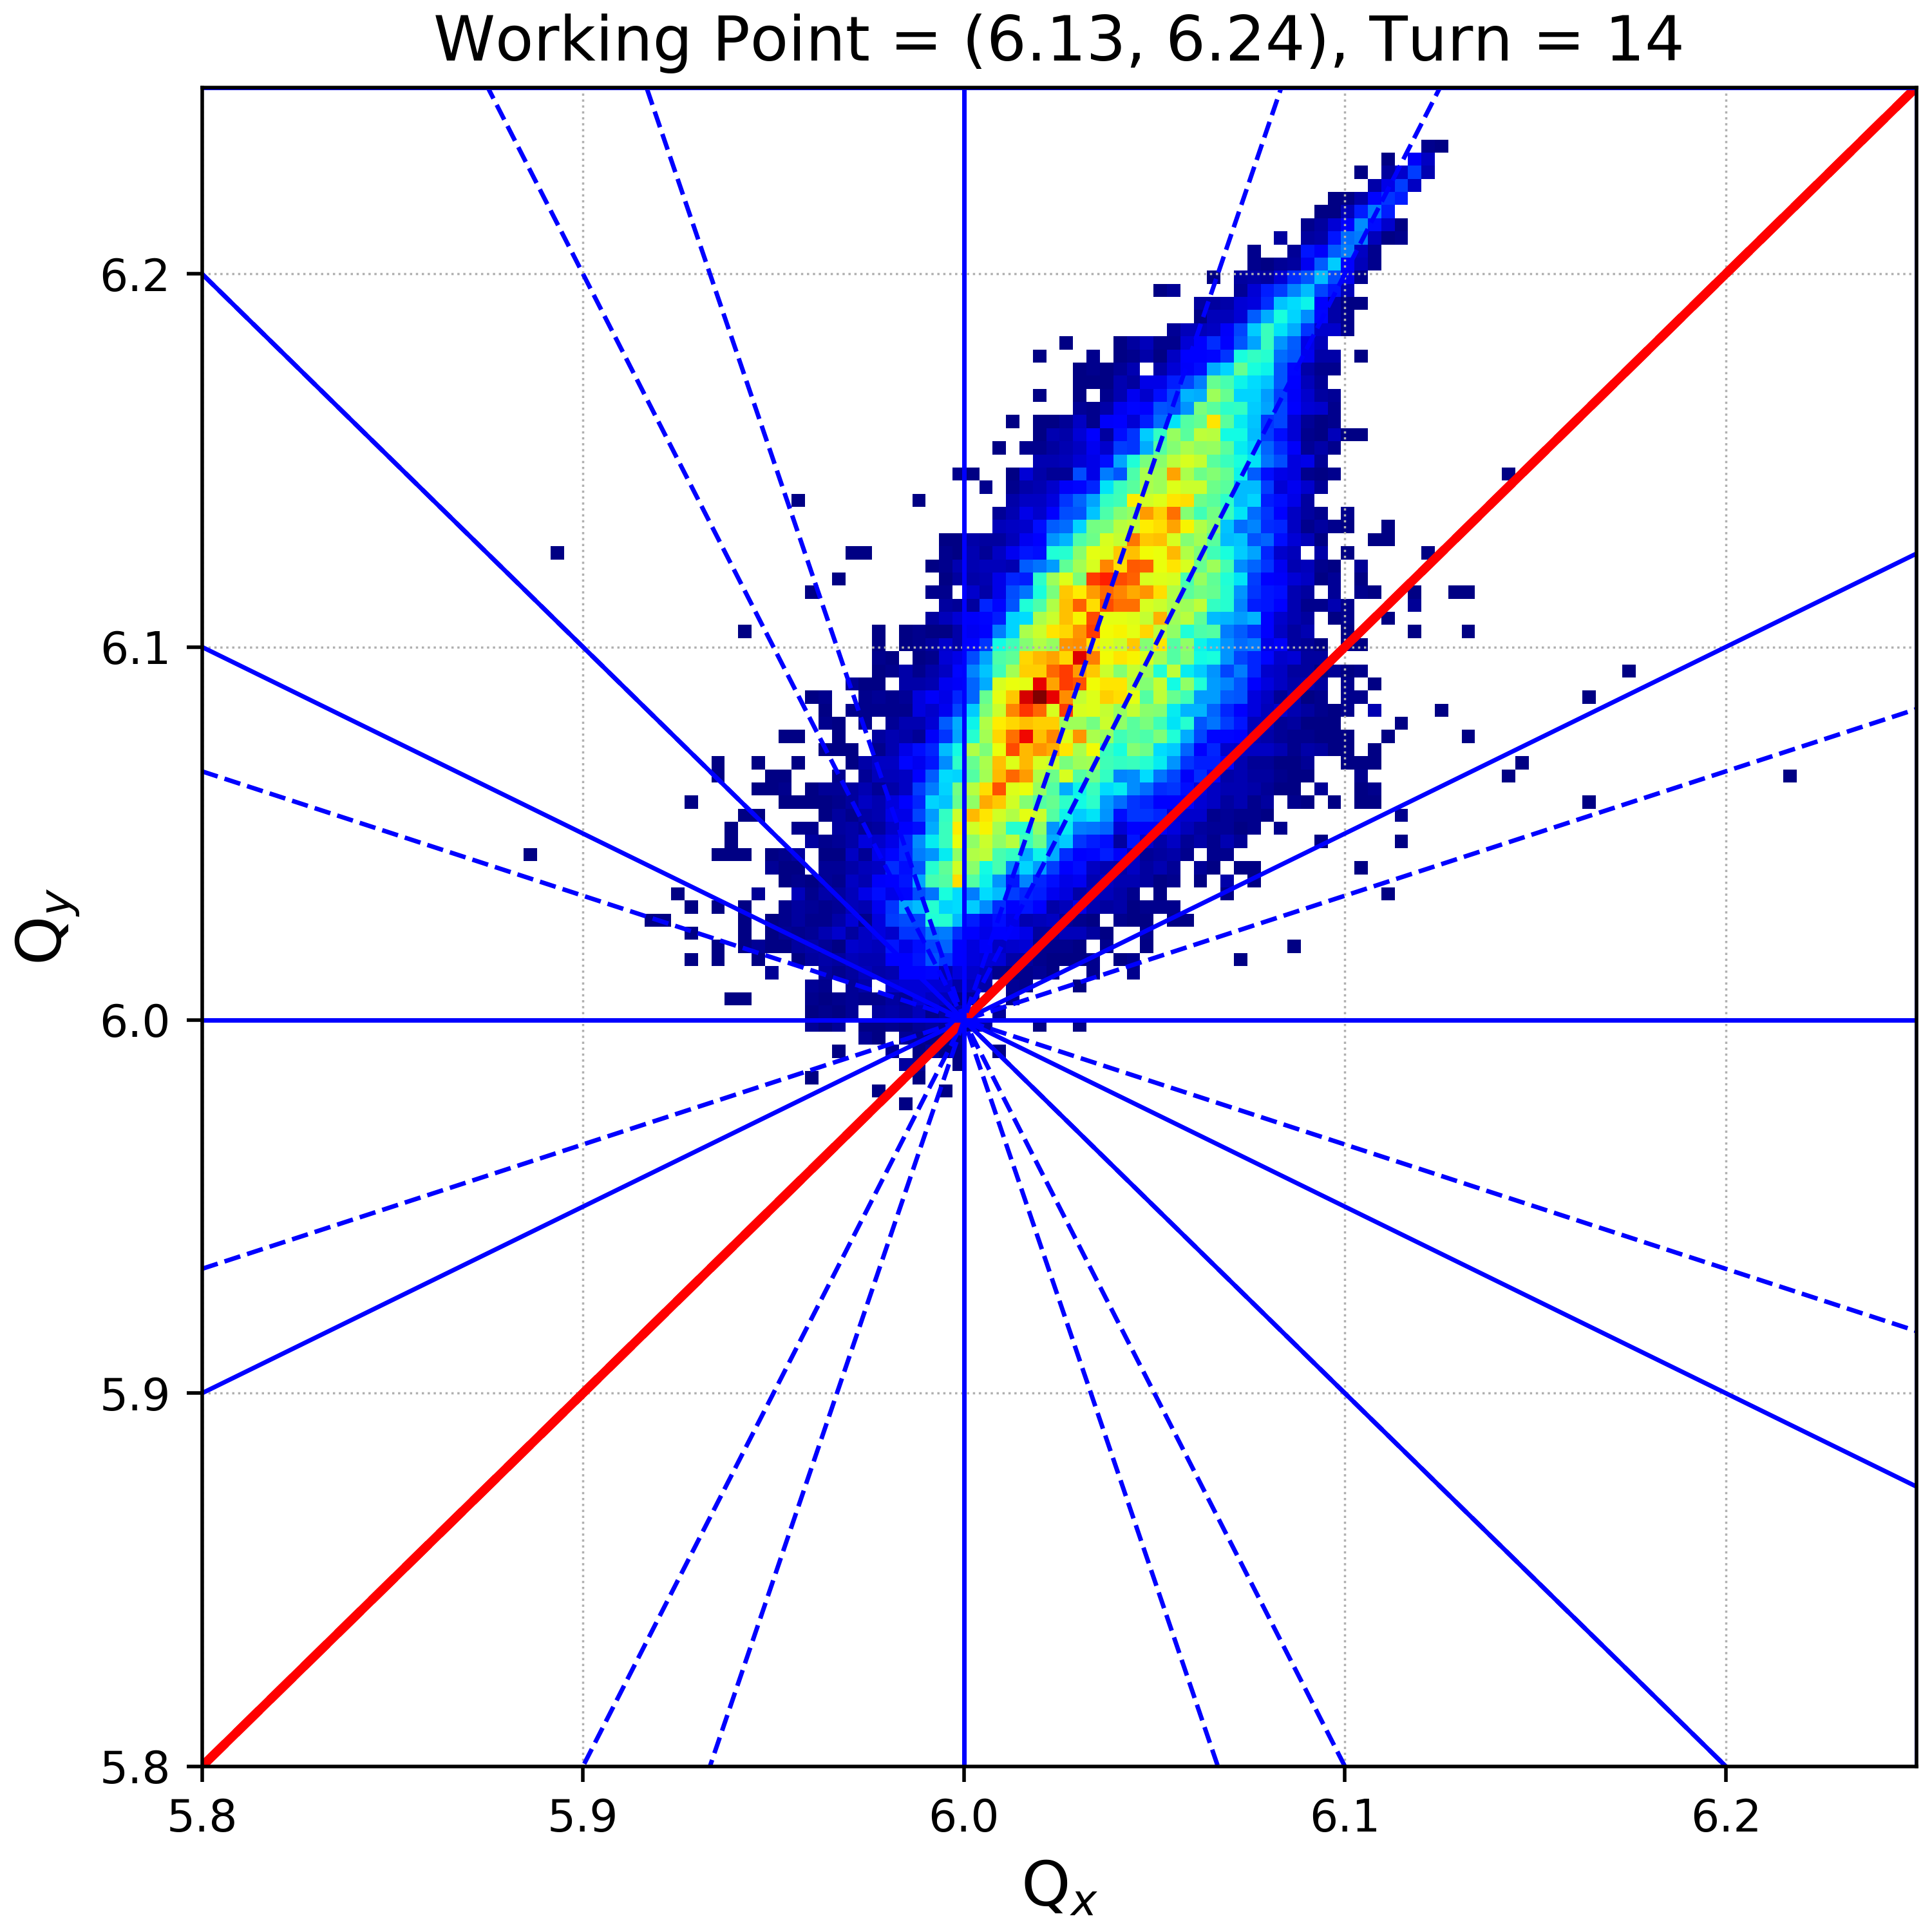 Working Point = (6.13, 6.24), Turn = 14
6.2
6.1
6.0
5.9
5.8
Qy
5.8 5.9 6.0 6.1 6.2
Qx